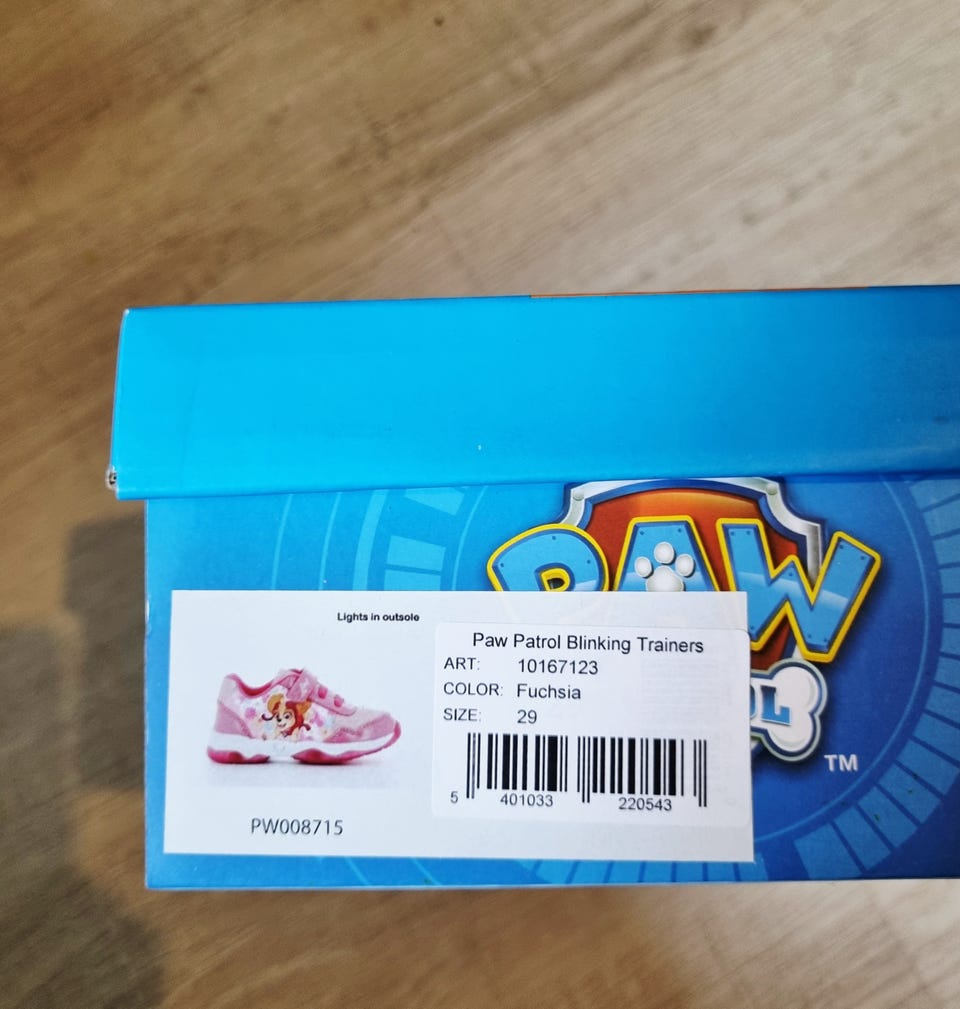 PAW
OL
TM
Lights in outsole
PW008715
Paw Patrol Blinking Trainers
ART: 10167123
COLOR: Fuchsia
SIZE: 29
5 401033 220543